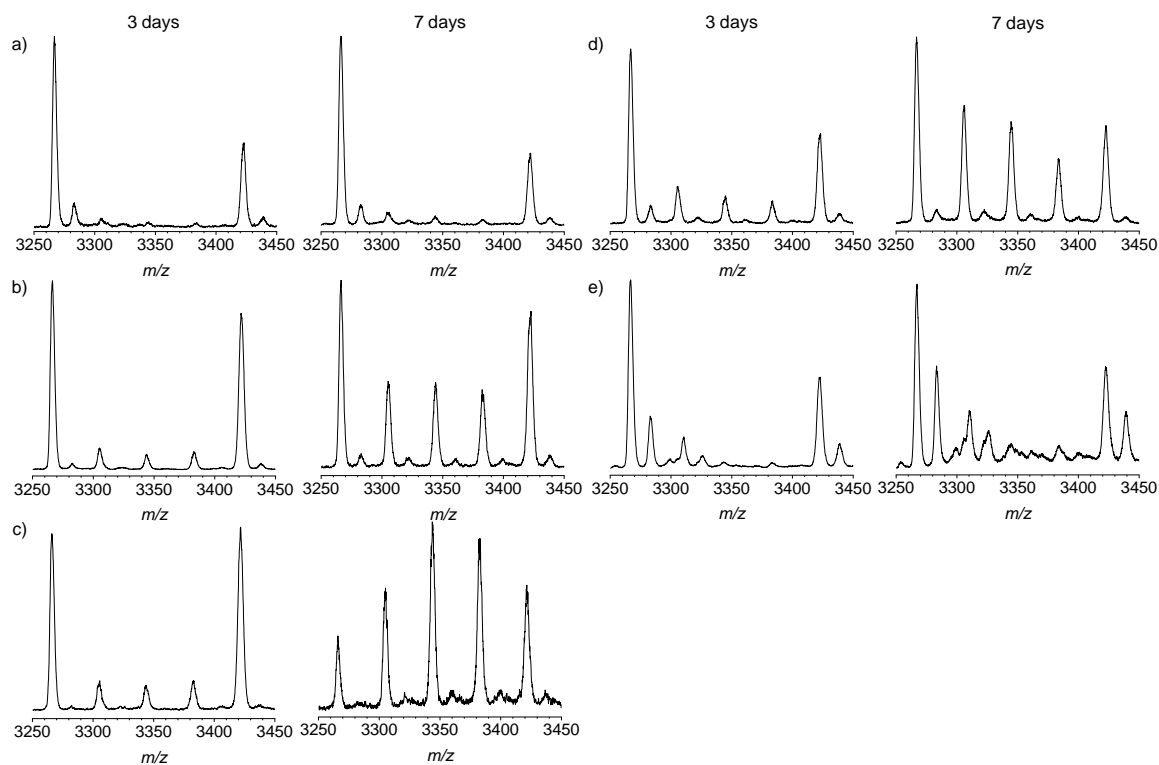 3 days 7 days 3 days 7 days
a) d)
3250 3300 3350 3400 3450 3250 3300 3350 3400 3450 3250 3300 3350 3400 3450 3250 3300 3350 3400 3450
m/z m/z m/z m/z
b) e)
3250 3300 3350 3400 3450 3250 3300 3350 3400 3450 3250 3300 3350 3400 3450 3250 3300 3350 3400 3450
m/z m/z m/z m/z
c)
3250 3300 3350 3400 3450 3250 3300 3350 3400 3450
m/z m/z